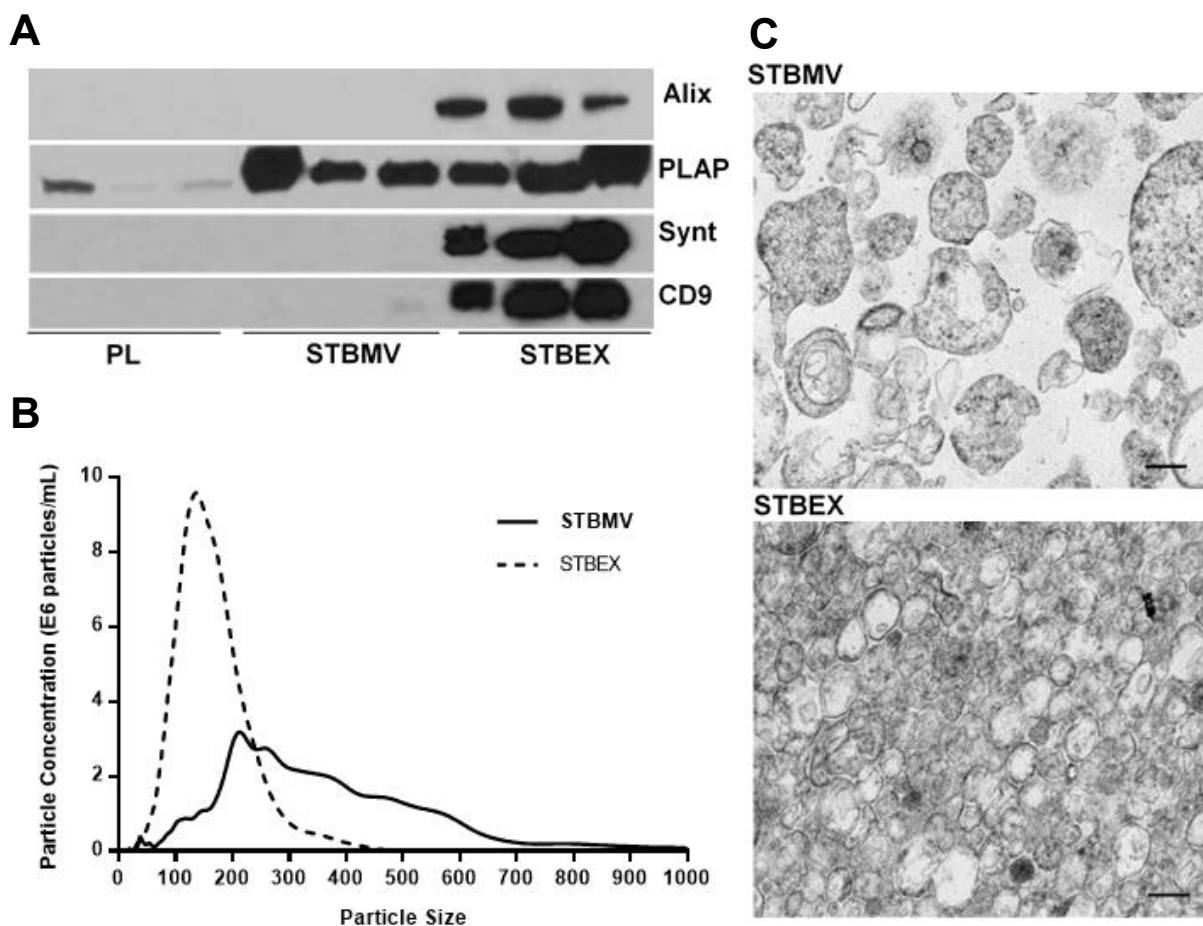 A
Alix
PLAP
Synt
CD9
PL STBMV STBEX
B
Particle Concentration (E6 particles/mL)
10
8
6
4
2
0
STBMV
STBEX
0 100 200 300 400 500 600 700 800 900 1000
Particle Size
C
STBMV
STBEX